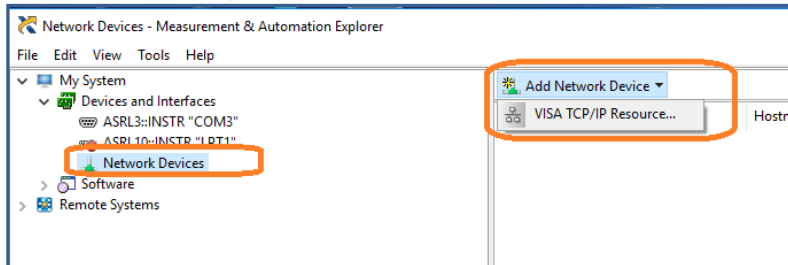 Network Devices - Measurement & Automation Explorer
File Edit View Tools Help
My System
Devices and Interfaces
ASRL3::INSTR "COM3"
ASRL10::INSTR "LPT1"
Network Devices
Software
Remote Systems
Add Network Device
VISA TCP/IP Resource...
Hostn